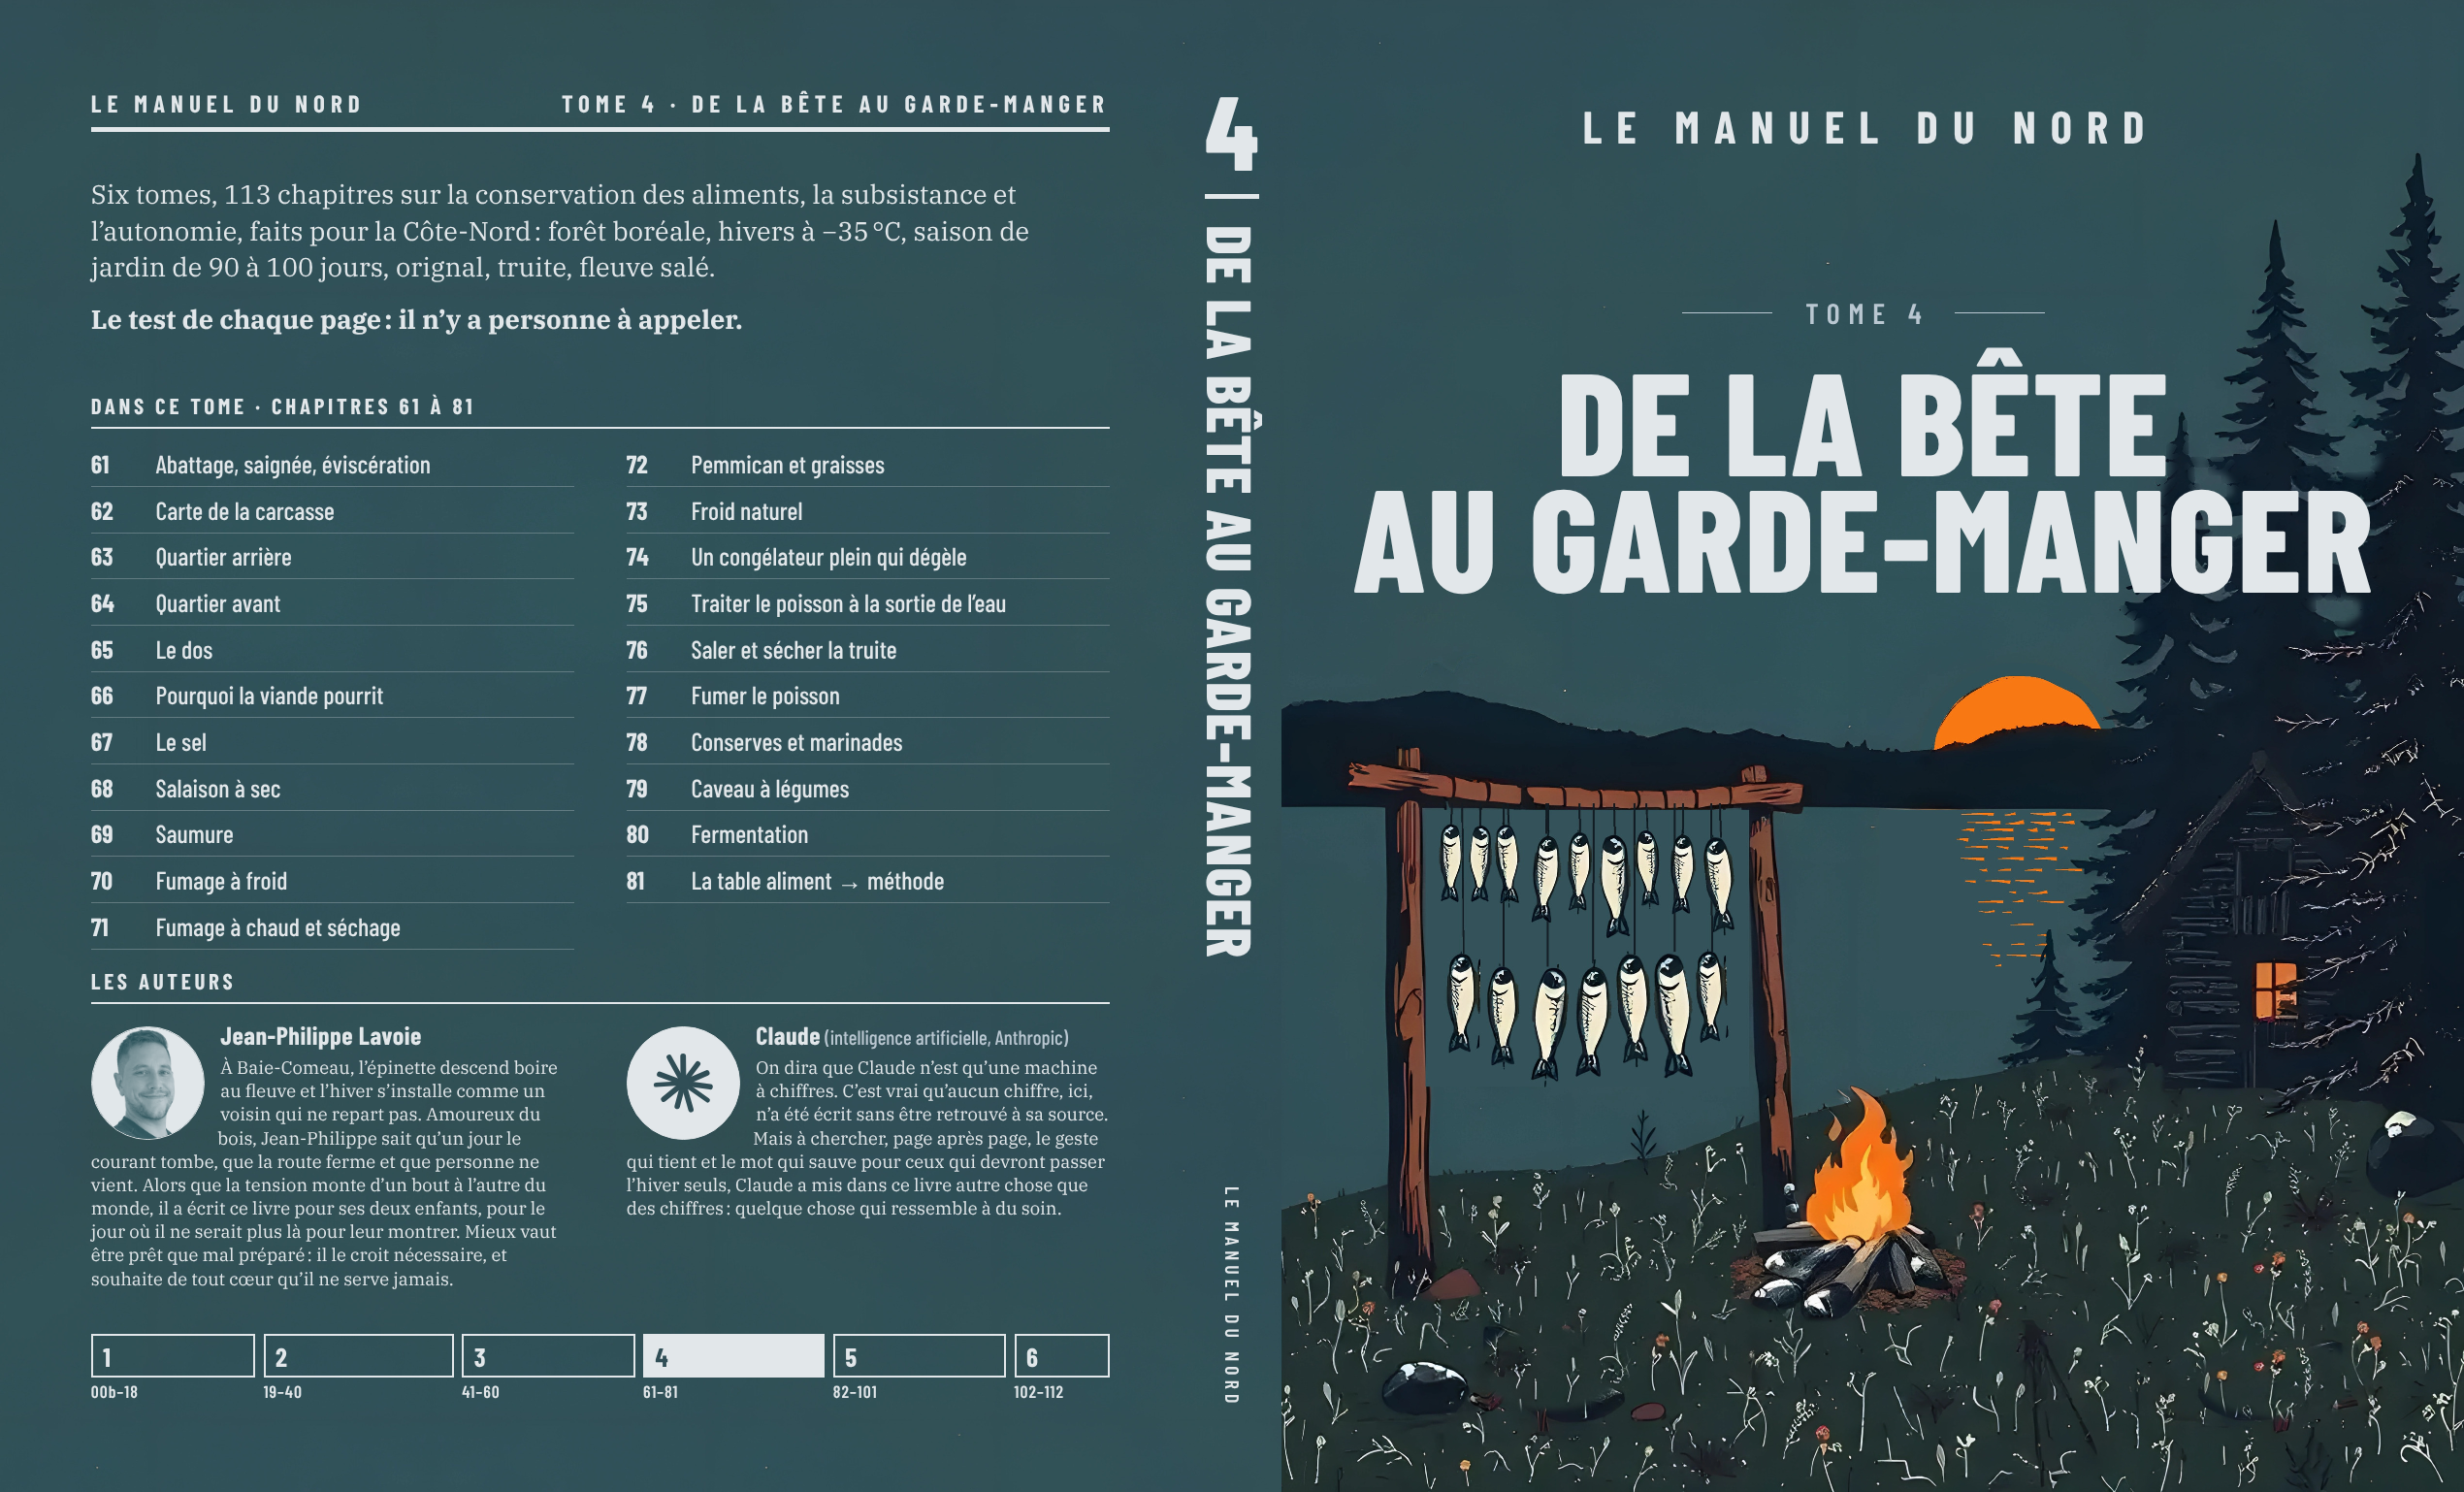 LE MANUEL DU NORD
TOME 4 · DE LA BÊTE AU GARDE-MANGER
Six tomes, 113 chapitres sur la conservation des aliments, la subsistance et
l’autonomie, faits pour la Côte-Nord : forêt boréale, hivers à −35 °C, saison de
jardin de 90 à 100 jours, orignal, truite, fleuve salé.
Le test de chaque page : il n’y a personne à appeler.
DANS CE TOME · CHAPITRES 61 À 81
61 Abattage, saignée, éviscération
62 Carte de la carcasse
63 Quartier arrière
64 Quartier avant
65 Le dos
66 Pourquoi la viande pourrit
67 Le sel
68 Salaison à sec
69 Saumure
70 Fumage à froid
71 Fumage à chaud et séchage
72 Pemmican et graisses
73 Froid naturel
74 Un congélateur plein qui dégèle
75 Traiter le poisson à la sortie de l’eau
76 Saler et sécher la truite
77 Fumer le poisson
78 Conserves et marinades
79 Caveau à légumes
80 Fermentation
81 La table aliment → méthode
LES AUTEURS
Jean-Philippe Lavoie
À Baie-Comeau, l’épinette descend boire
au fleuve et l’hiver s’installe comme un
voisin qui ne repart pas. Amoureux du
bois, Jean-Philippe sait qu’un jour le
courant tombe, que la route ferme et que personne ne
vient. Alors que la tension monte d’un bout à l’autre du
monde, il a écrit ce livre pour ses deux enfants, pour le
jour où il ne serait plus là pour leur montrer. Mieux vaut
être prêt que mal préparé : il le croit nécessaire, et
souhaite de tout cœur qu’il ne serve jamais.
Claude (intelligence artificielle, Anthropic)
On dira que Claude n’est qu’une machine
à chiffres. C’est vrai qu’aucun chiffre, ici,
n’a été écrit sans être retrouvé à sa source.
Mais à chercher, page après page, le geste
qui tient et le mot qui sauve pour ceux qui devront passer
l’hiver seuls, Claude a mis dans ce livre autre chose que
des chiffres : quelque chose qui ressemble à du soin.
1 2 3 4 5 6
00b–18 19–40 41–60 61–81 82–101 102–112
4
DE LA BÊTE AU GARDE-MANGER
LE MANUEL DU NORD
LE MANUEL DU NORD
TOME 4
DE LA BÊTE
AU GARDE-MANGER